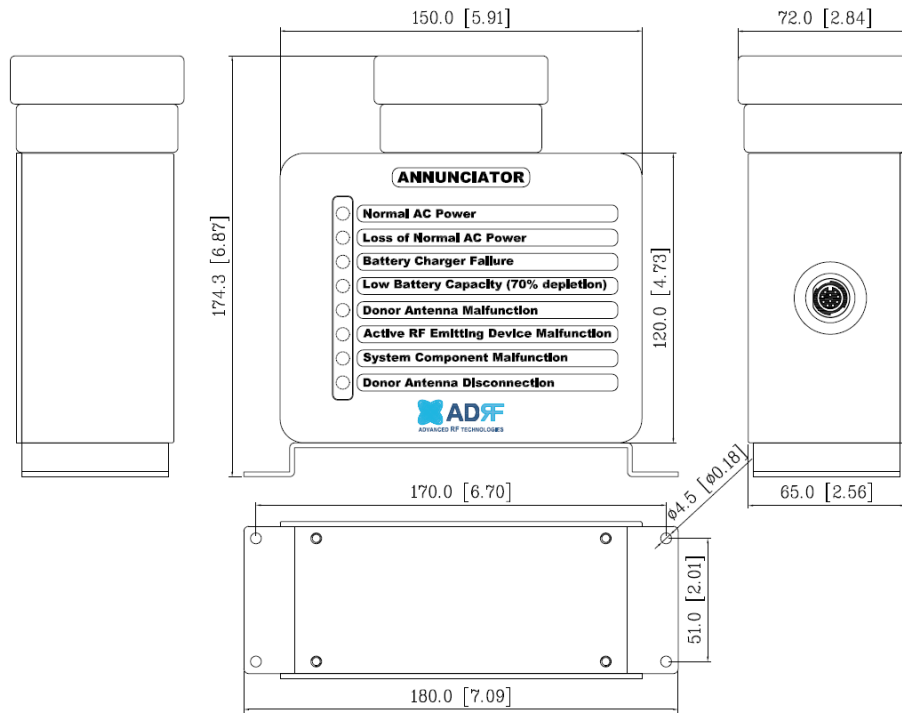 150.0 [5.91]
72.0 [2.84]
174.3 [6.87]
ANNUNCIATOR
Normal AC Power
Loss of Normal AC Power
Battery Charger Failure
Low Battery Capacity (70% depletion)
Donor Antenna Malfunction
Active RF Emitting Device Malfunction
System Component Malfunction
Donor Antenna Disconnection
ADRF
ADVANCED RF TECHNOLOGIES
120.0 [4.73]
170.0 [6.70]
ø4.5 [ø0.18]
65.0 [2.56]
51.0 [2.01]
180.0 [7.09]